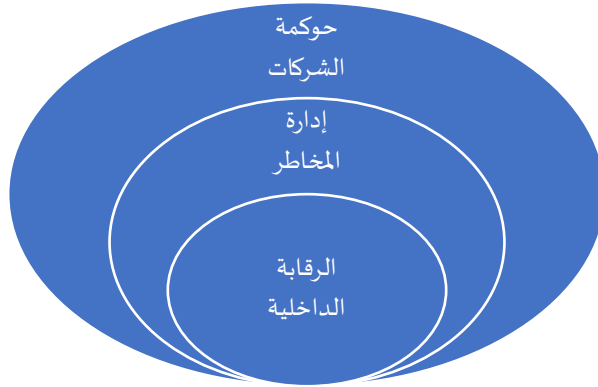 حوكمة
الشركات
إدارة
المخاطر
الرقابة
الداخلية